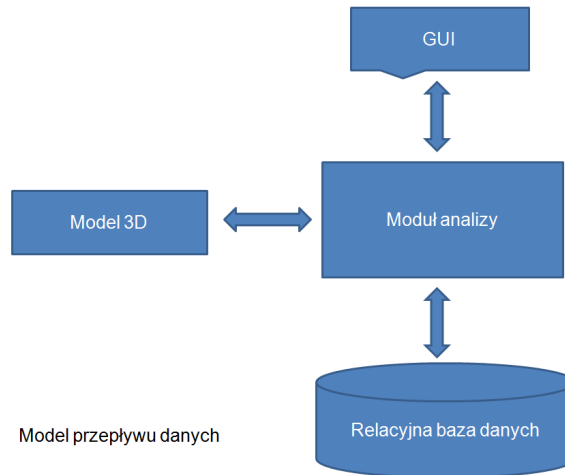 GUI
Model 3D
Moduł analizy
Relacyjna baza danych
Model przepływu danych